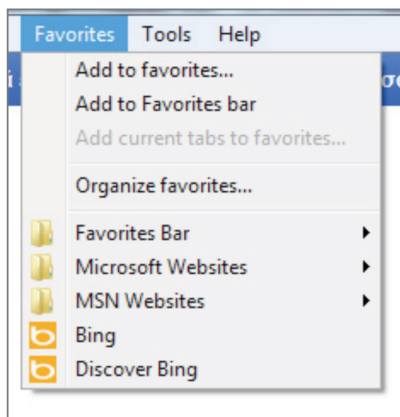 Favorites Tools Help
Add to favorites...
Add to Favorites bar
Add current tabs to favorites...
Organize favorites...
Favorites Bar
Microsoft Websites
MSN Websites
Bing
Discover Bing